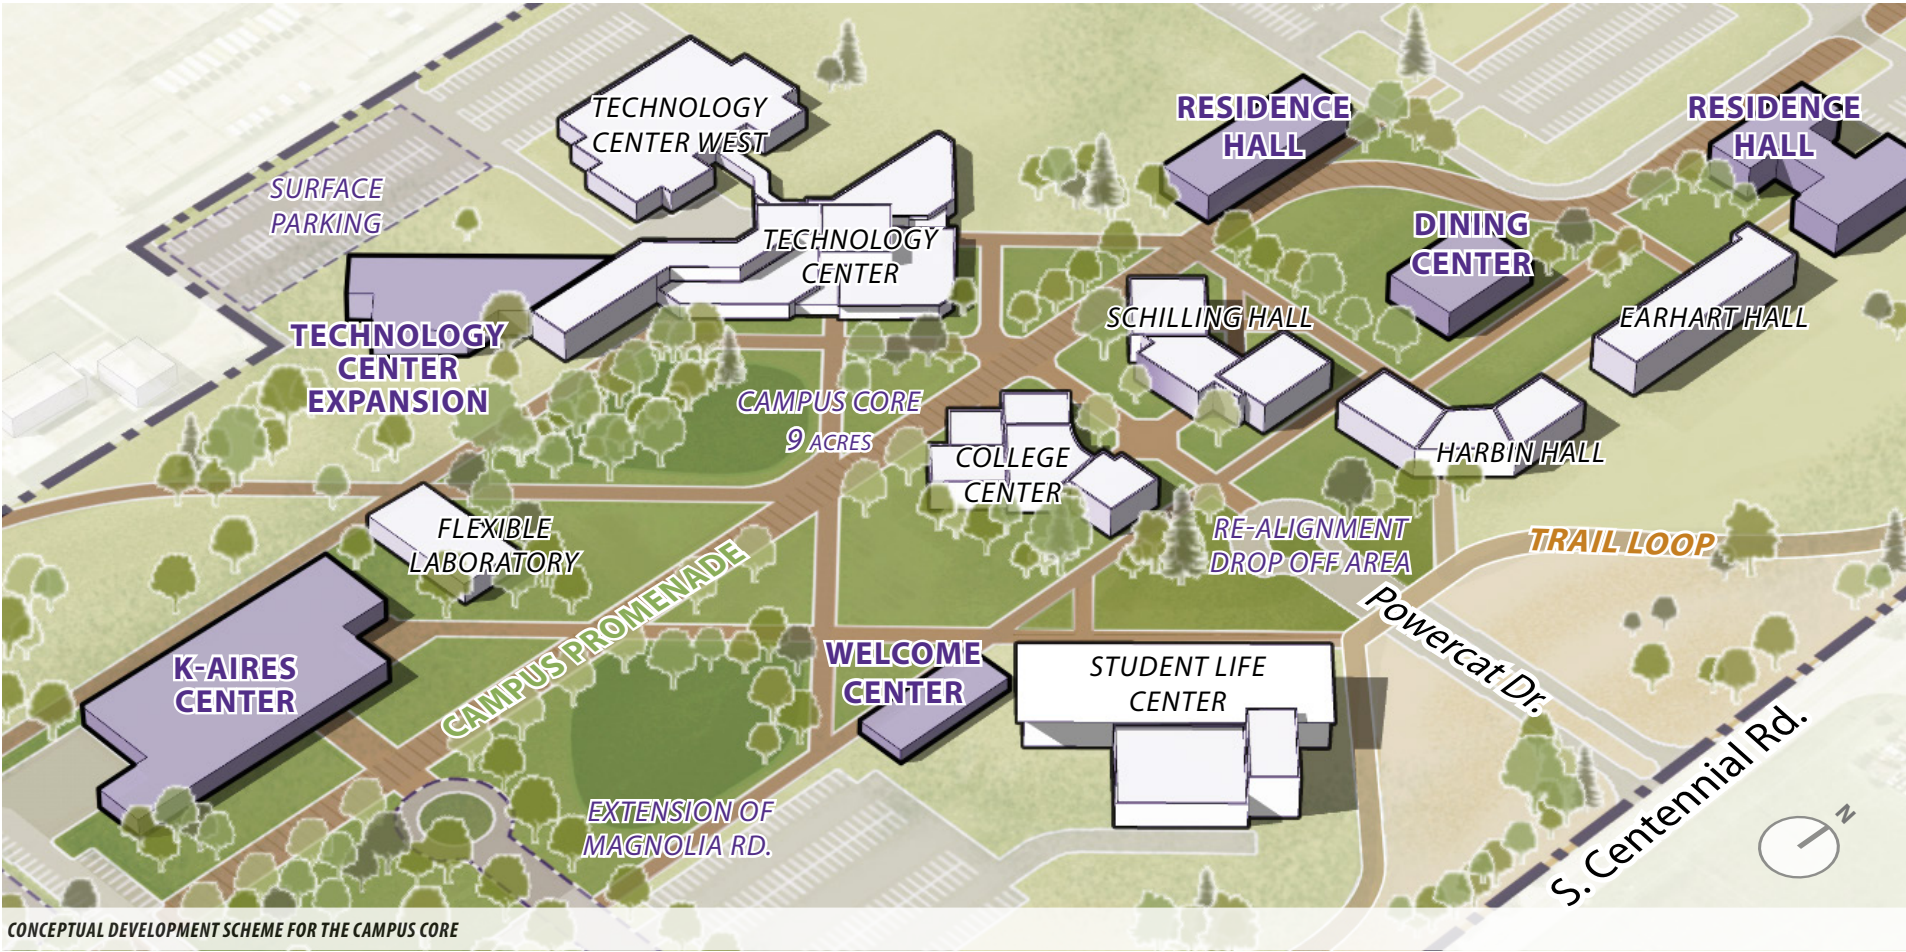 TECHNOLOGY
CENTER WEST
RESIDENCE
HALL
RESIDENCE
HALL
SURFACE
PARKING
TECHNOLOGY
CENTER
DINING
CENTER
SCHILLING HALL
EARHART HALL
TECHNOLOGY
CENTER
EXPANSION
CAMPUS CORE
9 ACRES
COLLEGE
CENTER
HARBIN HALL
FLEXIBLE
LABORATORY
RE-ALIGNMENT
DROP OFF AREA
TRAIL LOOP
CAMPUS PROMENADE
Powercat Dr.
K-AIRES
CENTER
WELCOME
CENTER
STUDENT LIFE
CENTER
S. Centennial Rd.
EXTENSION OF
MAGNOLIA RD.
N
CONCEPTUAL DEVELOPMENT SCHEME FOR THE CAMPUS CORE